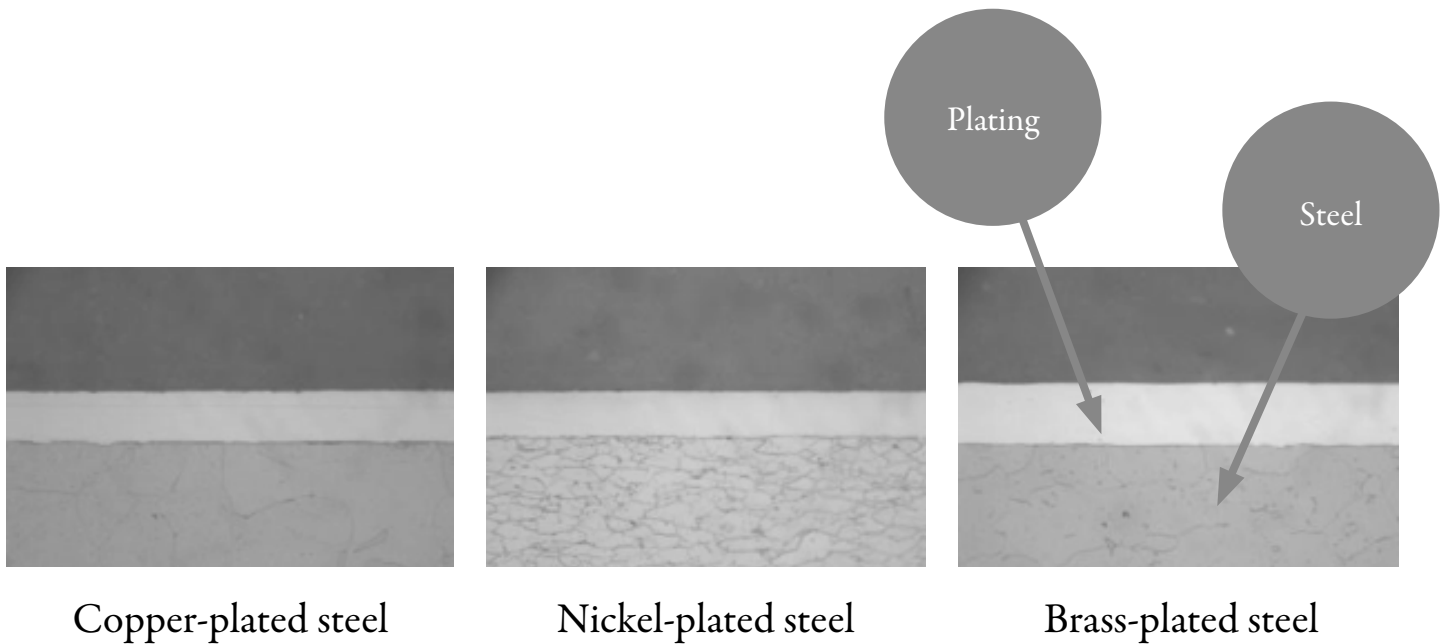 Plating
Steel
Copper-plated steel
Nickel-plated steel
Brass-plated steel